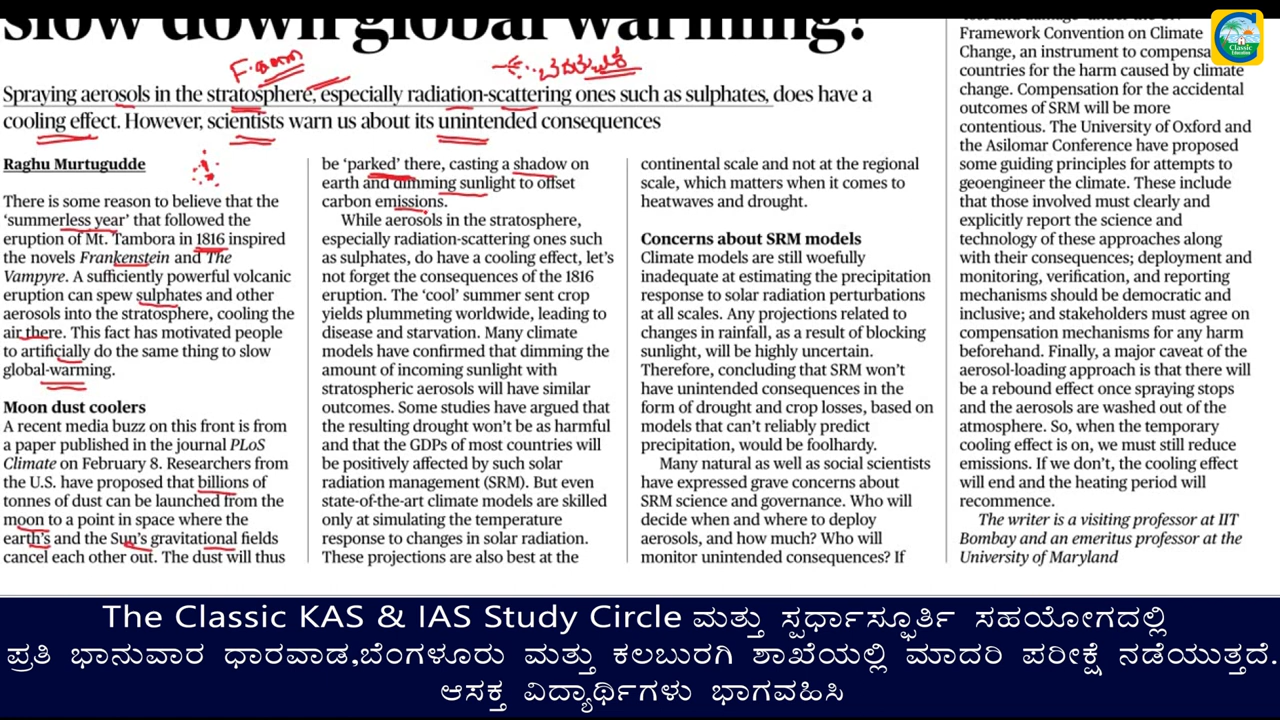 slow down global warming?
Spraying aerosols in the stratosphere, especially radiation-scattering ones such as sulphates, does have a
cooling effect. However, scientists warn us about its unintended consequences
Raghu Murtugudde
There is some reason to believe that the
‘summerless year’ that followed the
eruption of Mt. Tambora in 1816 inspired
the novels Frankenstein and The
Vampyre. A sufficiently powerful volcanic
eruption can spew sulphates and other
aerosols into the stratosphere, cooling the
air there. This fact has motivated people
to artificially do the same thing to slow
global-warming.
Moon dust coolers
A recent media buzz on this front is from
a paper published in the journal PLoS
Climate on February 8. Researchers from
the U.S. have proposed that billions of
tonnes of dust can be launched from the
moon to a point in space where the
earth’s and the Sun’s gravitational fields
cancel each other out. The dust will thus
be ‘parked’ there, casting a shadow on
earth and dimming sunlight to offset
carbon emissions.
While aerosols in the stratosphere,
especially radiation-scattering ones such
as sulphates, do have a cooling effect, let’s
not forget the consequences of the 1816
eruption. The ‘cool’ summer sent crop
yields plummeting worldwide, leading to
disease and starvation. Many climate
models have confirmed that dimming the
amount of incoming sunlight with
stratospheric aerosols will have similar
outcomes. Some studies have argued that
the resulting drought won’t be as harmful
and that the GDPs of most countries will
be positively affected by such solar
radiation management (SRM). But even
state-of-the-art climate models are skilled
only at simulating the temperature
response to changes in solar radiation.
These projections are also best at the
continental scale and not at the regional
scale, which matters when it comes to
heatwaves and drought.
Concerns about SRM models
Climate models are still woefully
inadequate at estimating the precipitation
response to solar radiation perturbations
at all scales. Any projections related to
changes in rainfall, as a result of blocking
sunlight, will be highly uncertain.
Therefore, concluding that SRM won’t
have unintended consequences in the
form of drought and crop losses, based on
models that can’t reliably predict
precipitation, would be foolhardy.
Many natural as well as social scientists
have expressed grave concerns about
SRM science and governance. Who will
decide when and where to deploy
aerosols, and how much? Who will
monitor unintended consequences? If
Framework Convention on Climate
Change, an instrument to compensa
countries for the harm caused by climate
change. Compensation for the accidental
outcomes of SRM will be more
contentious. The University of Oxford and
the Asilomar Conference have proposed
some guiding principles for attempts to
geoengineer the climate. These include
that those involved must clearly and
explicitly report the science and
technology of these approaches along
with their consequences; deployment and
monitoring, verification, and reporting
mechanisms should be democratic and
inclusive; and stakeholders must agree on
compensation mechanisms for any harm
beforehand. Finally, a major caveat of the
aerosol-loading approach is that there will
be a rebound effect once spraying stops
and the aerosols are washed out of the
atmosphere. So, when the temporary
cooling effect is on, we must still reduce
emissions. If we don’t, the cooling effect
will end and the heating period will
recommence.
The writer is a visiting professor at IIT
Bombay and an emeritus professor at the
University of Maryland
Classic
Education
The Classic KAS & IAS Study Circle ಮತ್ತು ಸ್ಪರ್ಧಾಸ್ಫೂರ್ತಿ ಸಹಯೋಗದಲ್ಲಿ
ಪ್ರತಿ ಭಾನುವಾರ ಧಾರವಾಡ,ಬೆಂಗಳೂರು ಮತ್ತು ಕಲಬುರಗಿ ಶಾಖೆಯಲ್ಲಿ ಮಾದರಿ ಪರೀಕ್ಷೆ ನಡೆಯುತ್ತದೆ.
ಆಸಕ್ತ ವಿದ್ಯಾರ್ಥಿಗಳು ಭಾಗವಹಿಸಿ